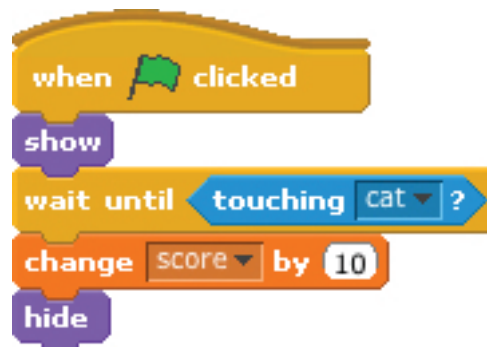 when clicked
show
wait until touching cat ?
change score by 10
hide